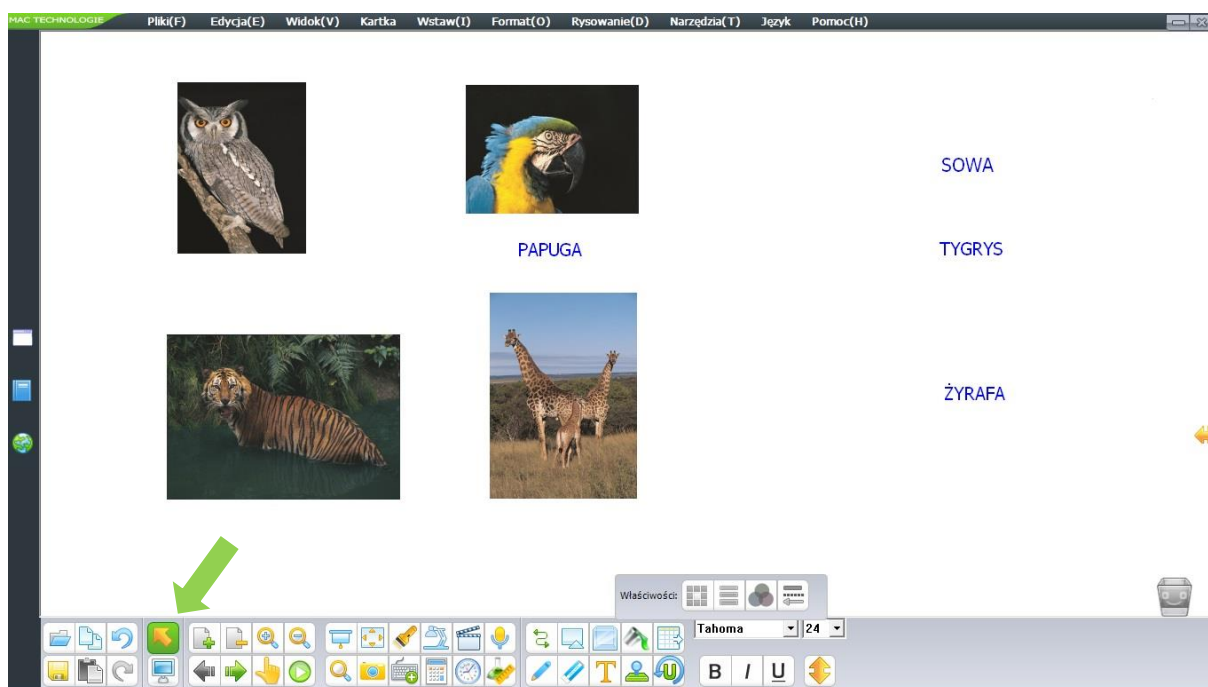 MAC TECHNOLOGIE Pliki(F) Edycja(E) Widok(V) Kartka Wstaw(I) Format(O) Rysowanie(D) Narzędzia(T) Język Pomoc(H)
SOWA
PAPUGA
TYGRYS
ŻYRAFA
Właściwości:
Tahoma 24
B I U